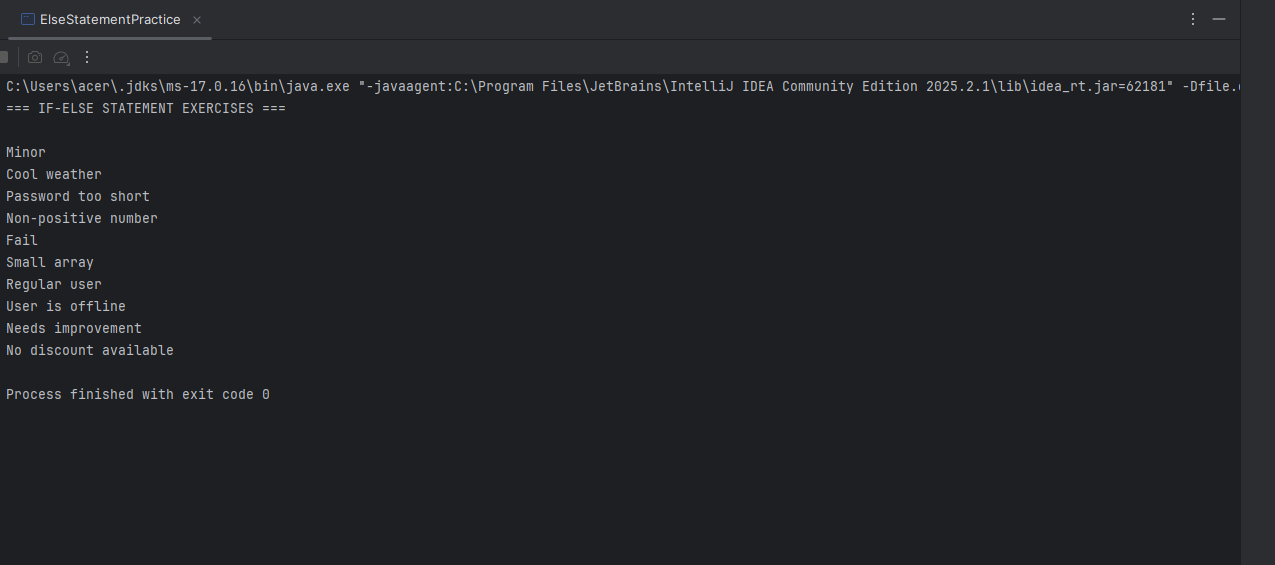 ElseStatementPractice
C:\Users\acer\.jdks\ms-17.0.16\bin\java.exe "-javaagent:C:\Program Files\JetBrains\IntelliJ IDEA Community Edition 2025.2.1\lib\idea_rt.jar=62181" -Dfile.
=== IF-ELSE STATEMENT EXERCISES ===
Minor
Cool weather
Password too short
Non-positive number
Fail
Small array
Regular user
User is offline
Needs improvement
No discount available
Process finished with exit code 0